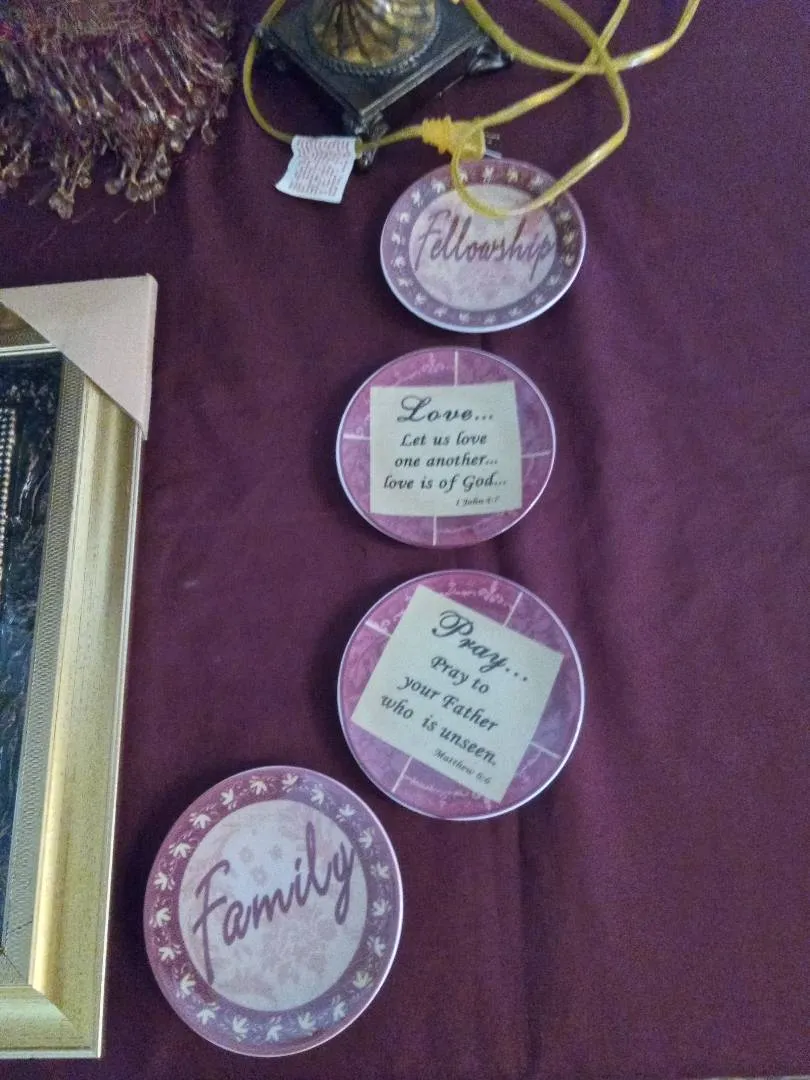 Fellowship
Love...
Let us love
one another...
love is of God...
1 John 4:7
Pray...
Pray to
your Father
who is unseen.
Matthew 6:6
Family